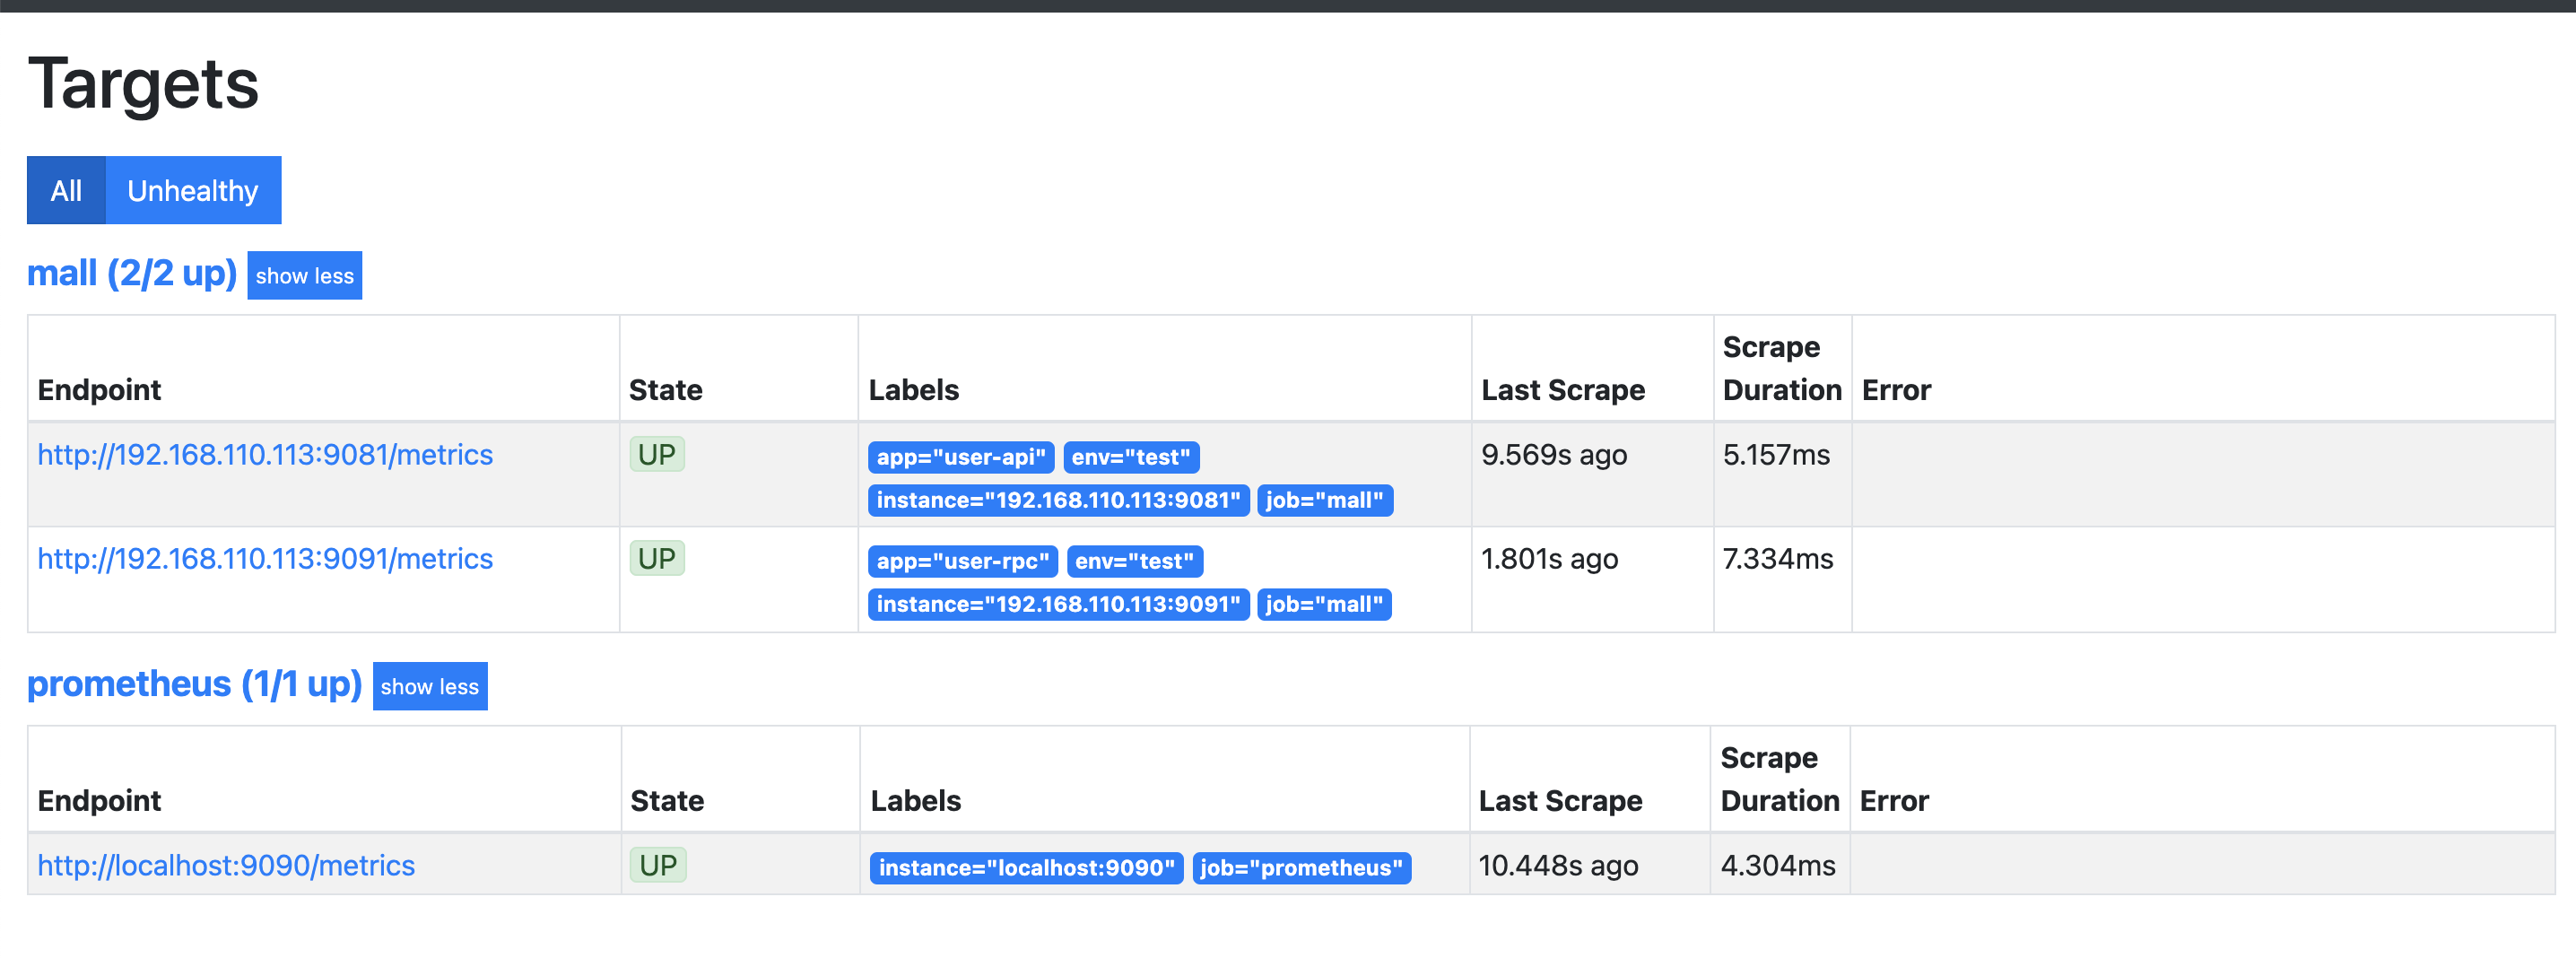 Targets
All Unhealthy
mall (2/2 up) show less
Endpoint State Labels Last Scrape Scrape Duration Error
http://192.168.110.113:9081/metrics UP app="user-api" env="test" 9.569s ago 5.157ms
instance="192.168.110.113:9081" job="mall"
http://192.168.110.113:9091/metrics UP app="user-rpc" env="test" 1.801s ago 7.334ms
instance="192.168.110.113:9091" job="mall"
prometheus (1/1 up) show less
Endpoint State Labels Last Scrape Scrape Duration Error
http://localhost:9090/metrics UP instance="localhost:9090" job="prometheus" 10.448s ago 4.304ms